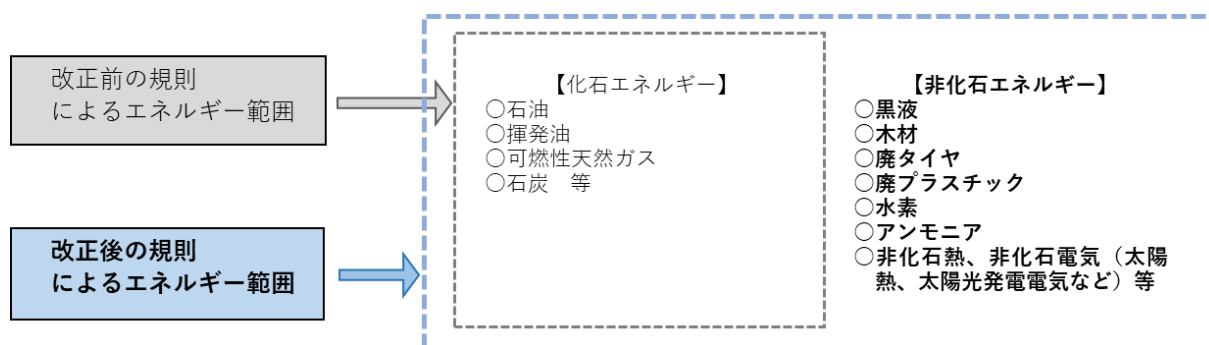 改正前の規則
によるエネルギー範囲
【化石エネルギー】
○石油
○揮発油
○可燃性天然ガス
○石炭　等
【非化石エネルギー】
○黒液
○木材
○廃タイヤ
○廃プラスチック
○水素
○アンモニア
○非化石熱、非化石電気（太陽
熱、太陽光発電電気など）等
改正後の規則
によるエネルギー範囲